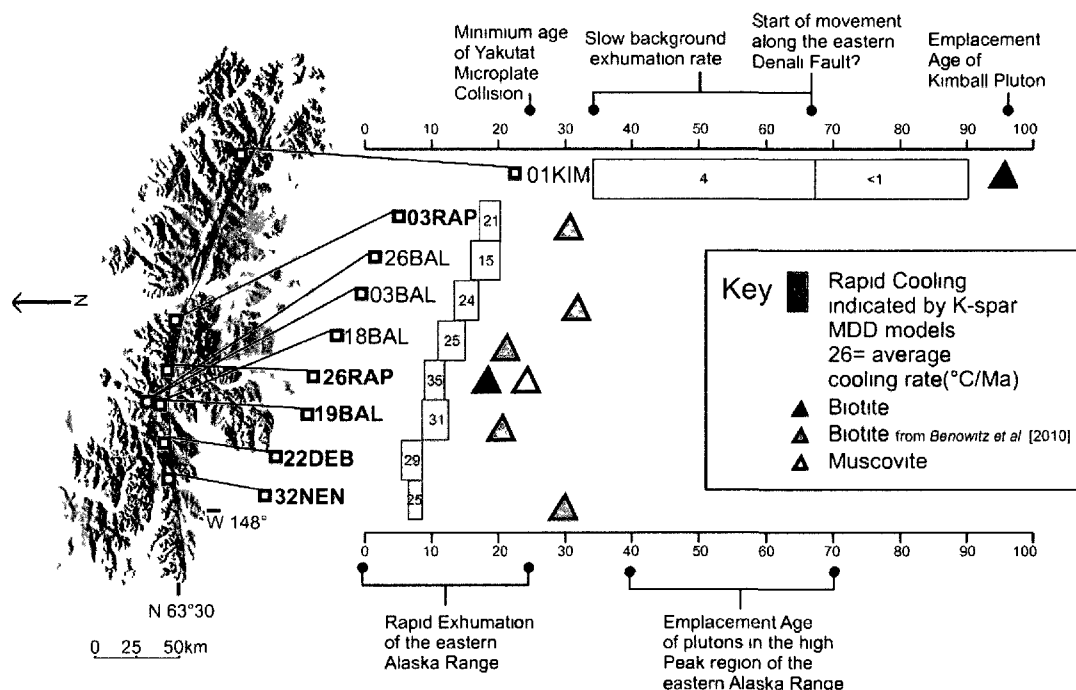 Minimium age
of Yakutat
Microplate
Collision
Slow background
exhumation rate
Start of movement
along the eastern
Denali Fault?
Emplacement
Age of
Kimball Pluton
0 10 20 30 40 50 60 70 80 90 100
01KIM
4
<1
03RAP
21
26BAL
15
03BAL
24
18BAL
25
26RAP
35
19BAL
31
22DEB
29
32NEN
25
N
W 148°
N 63°30
0 25 50km
Key
Rapid Cooling
indicated by K-spar
MDD models
26= average
cooling rate(°C/Ma)
Biotite
Biotite from Benowitz et al [2010]
Muscovite
0 10 20 30 40 50 60 70 80 90 100
Rapid Exhumation
of the eastern
Alaska Range
Emplacement Age
of plutons in the high
Peak region of the
eastern Alaska Range